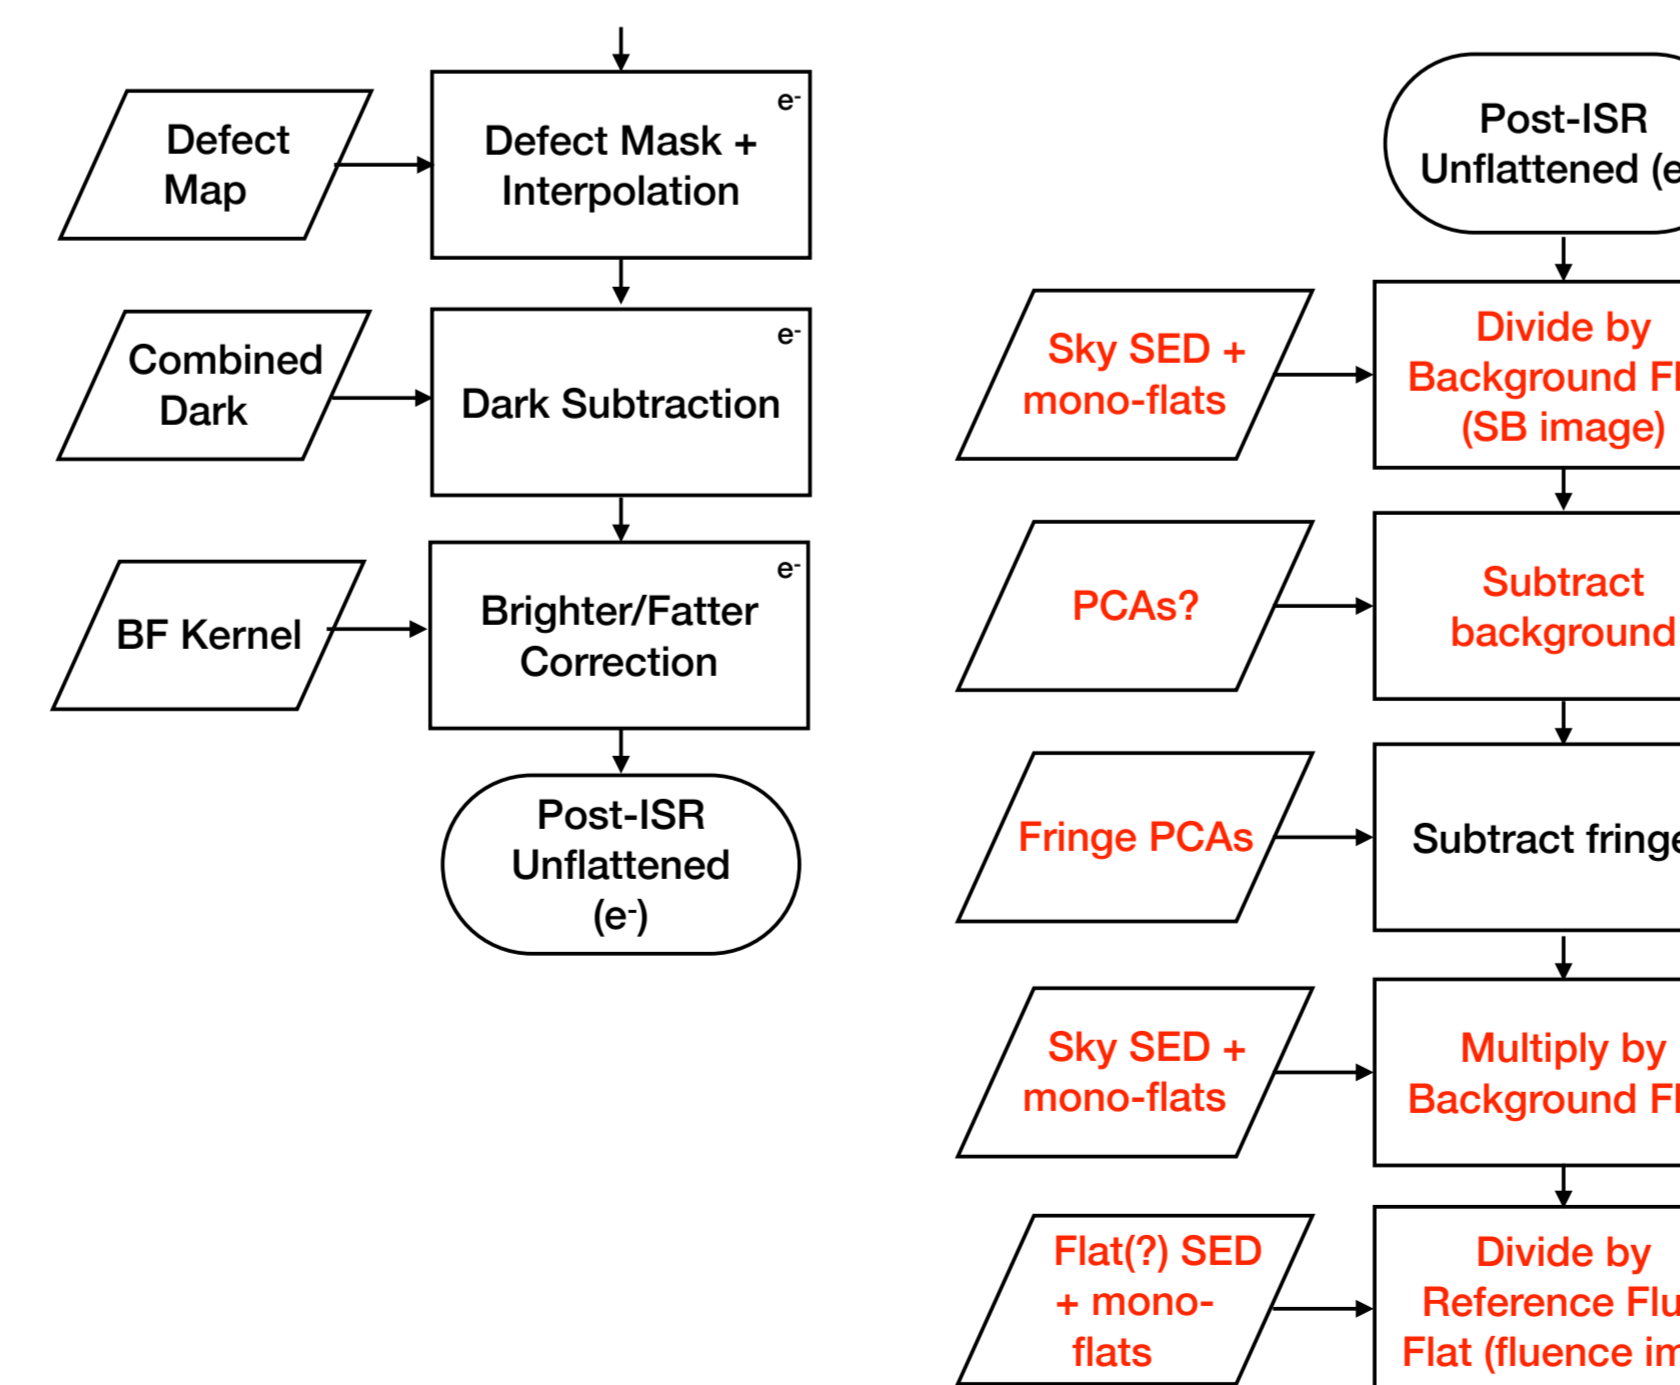 e-
Defect
Map
Defect Mask +
Interpolation
e-
Combined
Dark
Dark Subtraction
e-
BF Kernel
Brighter/Fatter
Correction
Post-ISR
Unflattened
(e-)
Post-ISR
Unflattened (e
Sky SED +
mono-flats
Divide by
Background
(SB image)
PCAs?
Subtract
background
Fringe PCAs
Subtract fringe
Sky SED +
mono-flats
Multiply by
Background
Flat(?) SED
+ mono-
flats
Divide by
Reference
Flat (fluence